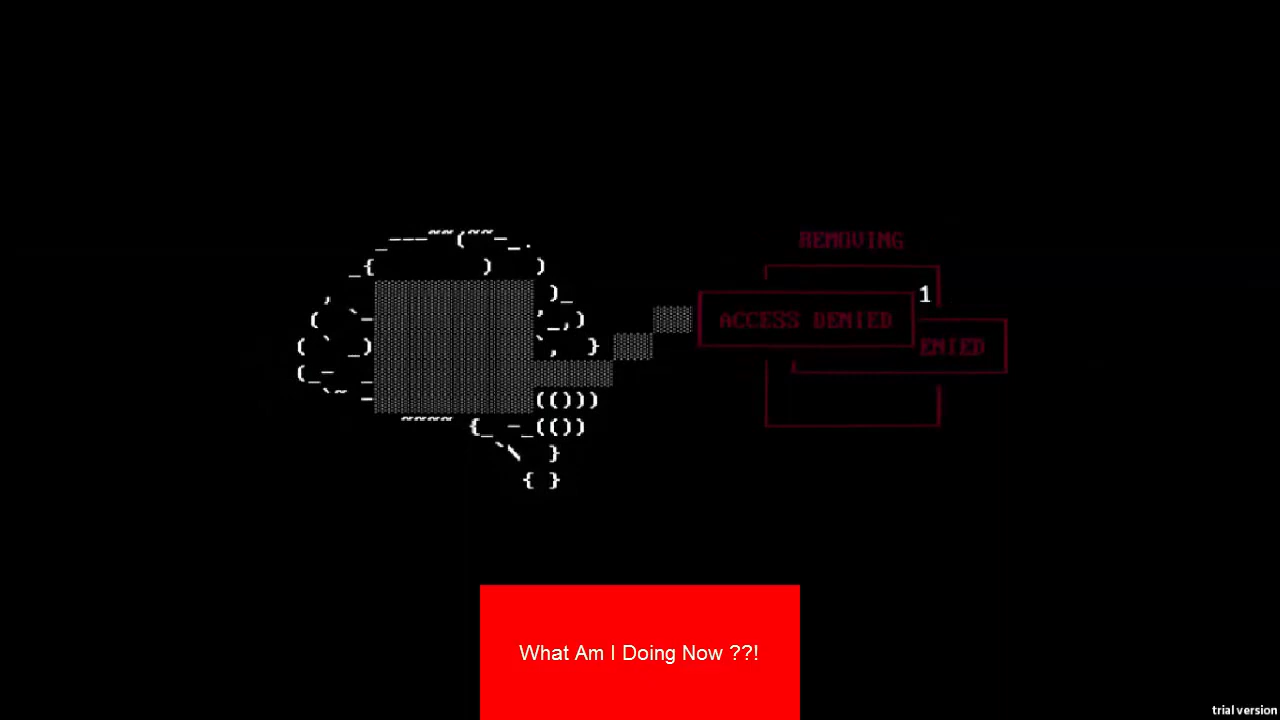 REMOVING
1
ACCESS DENIED
ENIED
What Am I Doing Now ??!
trial version